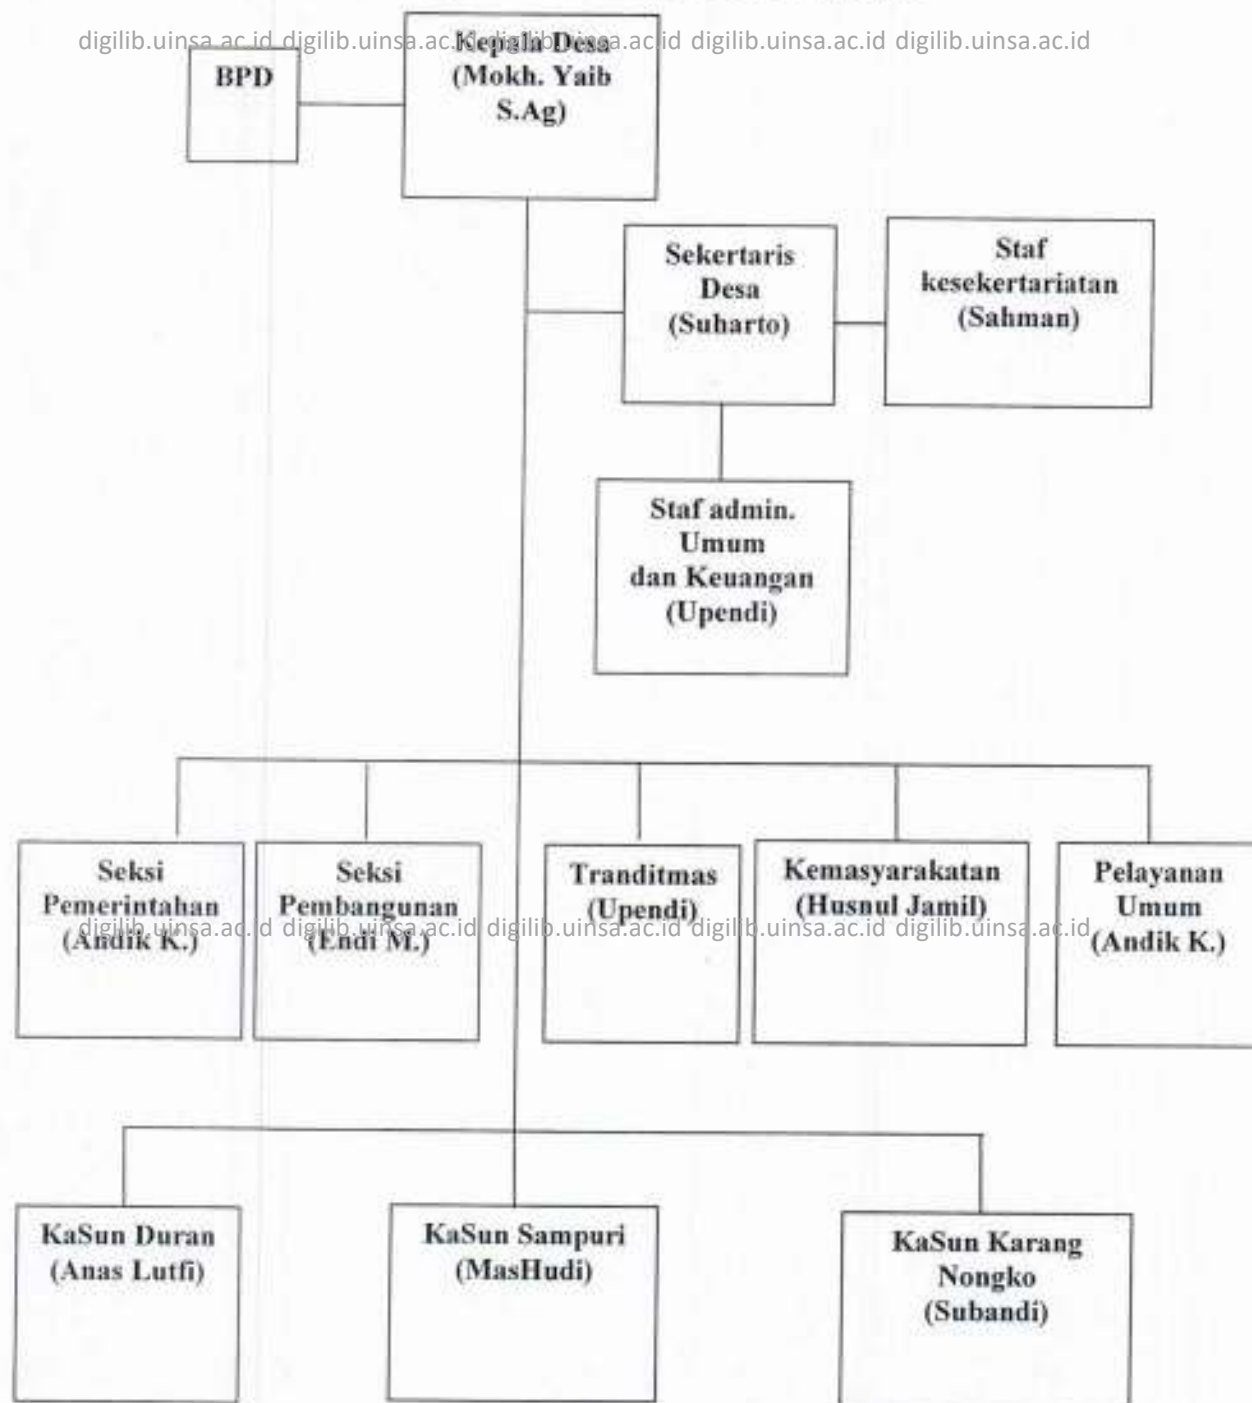 digilib.uinsa.ac.id digilib.uinsa.ac.id digilib.uinsa.ac.id digilib.uinsa.ac.id digilib.uinsa.ac.id
BPD
Kepala Desa
(Mokh. Yaib
S.Ag)
Sekertaris
Desa
(Suharto)
Staf
kesekertariatan
(Sahman)
Staf admin.
Umum
dan Keuangan
(Upendi)
Seksi
Pemerintahan
(Andik K.)
Seksi
Pembangunan
(Endi M.)
Tranditmas
(Upendi)
Kemasyarakatan
(Husnul Jamil)
Pelayanan
Umum
(Andik K.)
digilib.uinsa.ac.id digilib.uinsa.ac.id digilib.uinsa.ac.id digilib.uinsa.ac.id digilib.uinsa.ac.id
KaSun Duran
(Anas Lutfi)
KaSun Sampuri
(MasHudi)
KaSun Karang
Nongko
(Subandi)